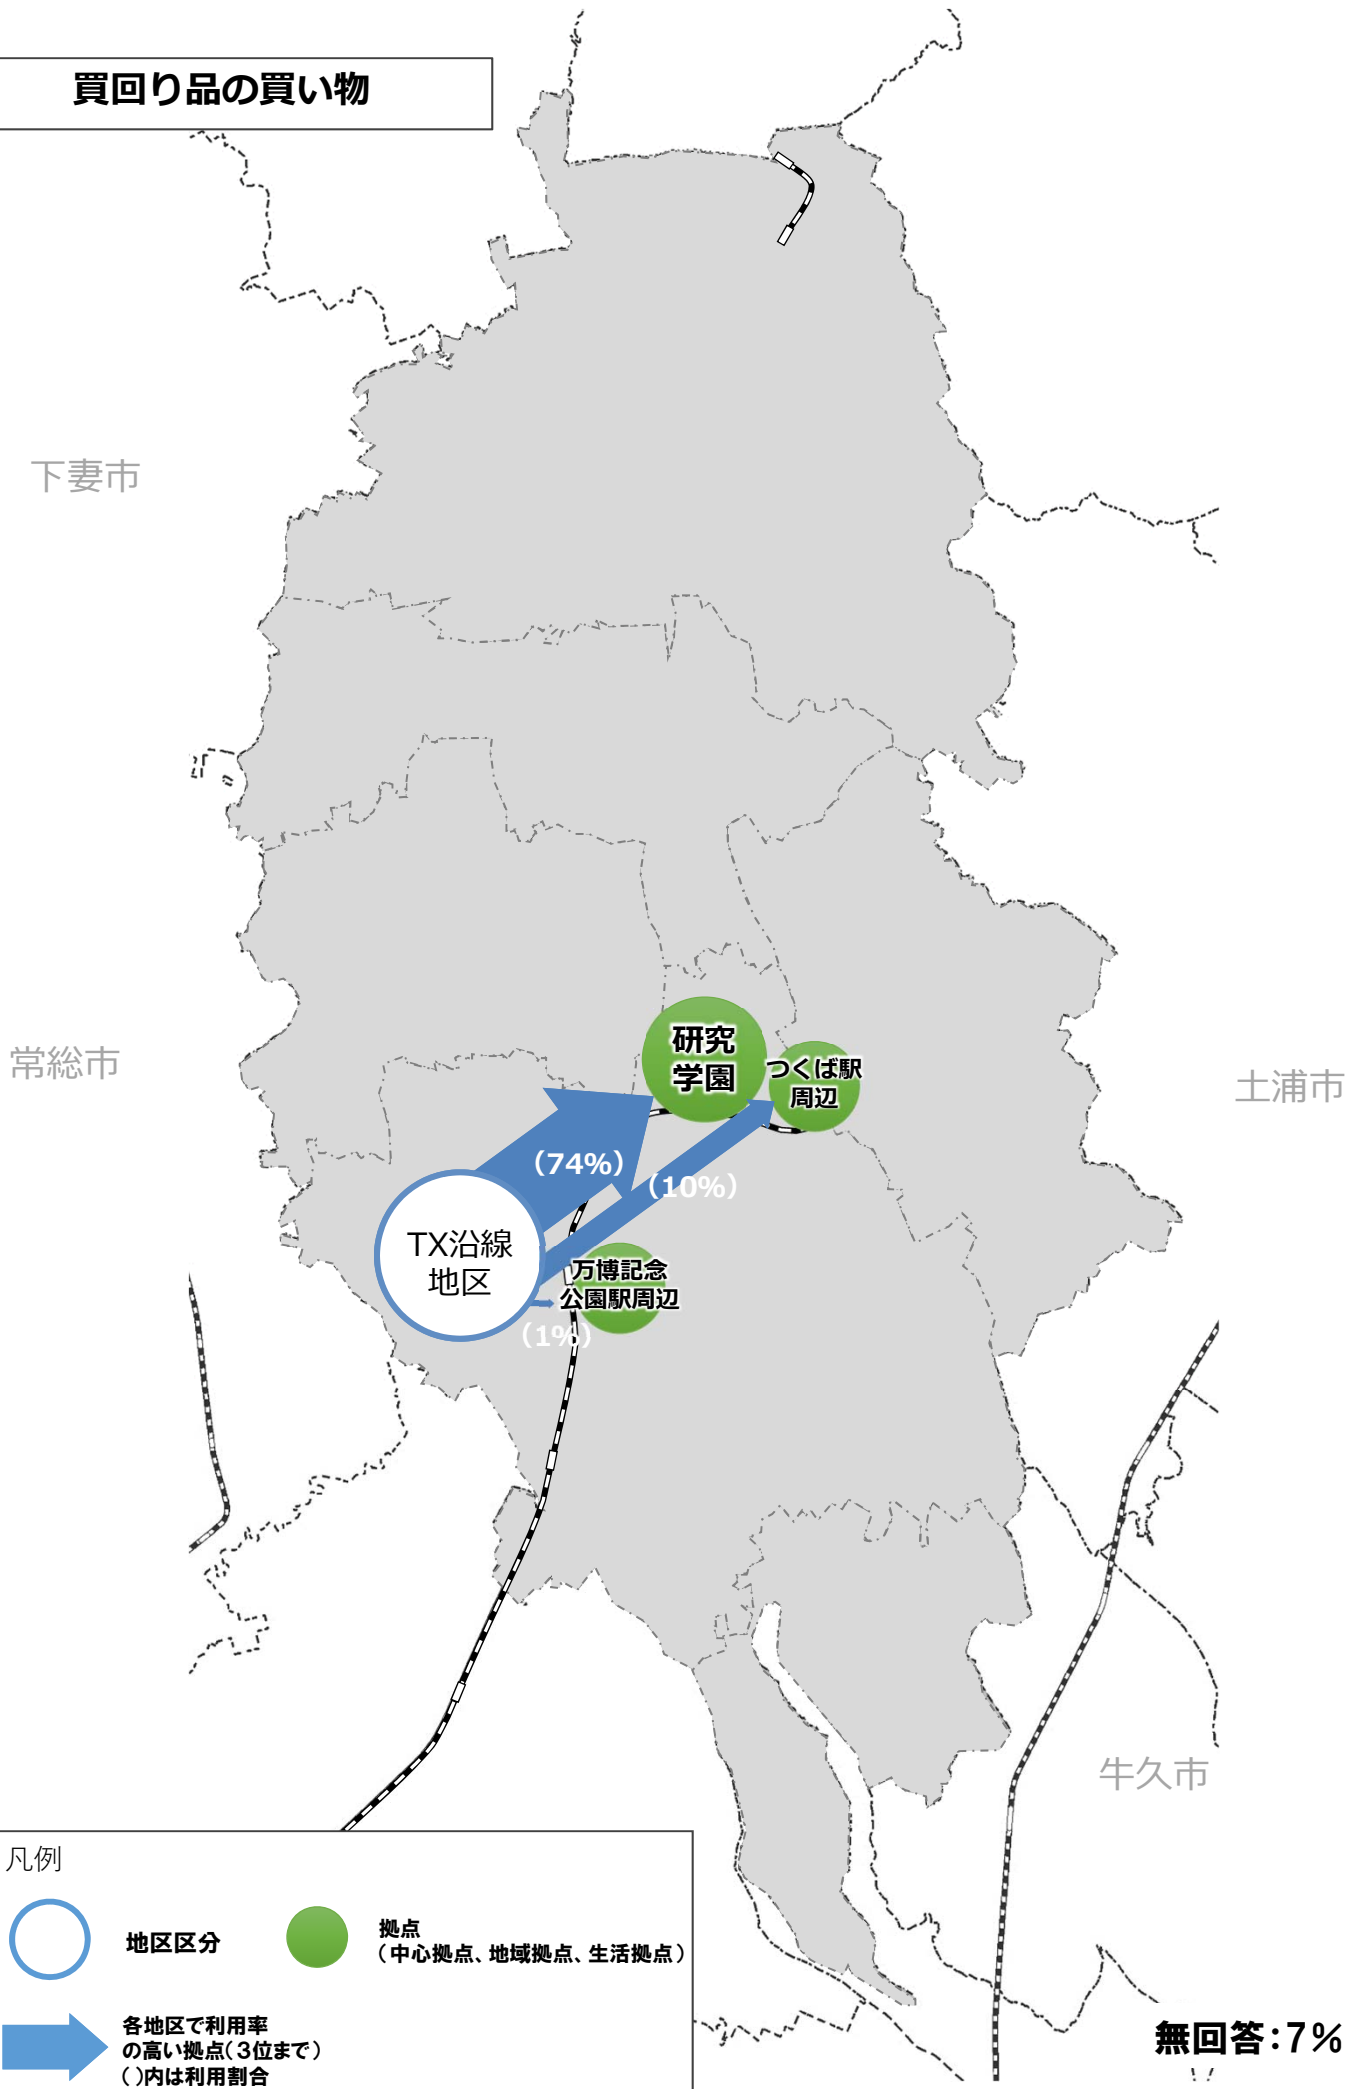 買回り品の買い物
下妻市
常総市
研究
学園
つくば駅
周辺
土浦市
（74%）
（10%）
TX沿線
地区
万博記念
公園駅周辺
（1%）
牛久市
凡例
地区区分
拠点
（中心拠点、地域拠点、生活拠点）
各地区で利用率
の高い拠点（3位まで）
（ ）内は利用割合
無回答：7%